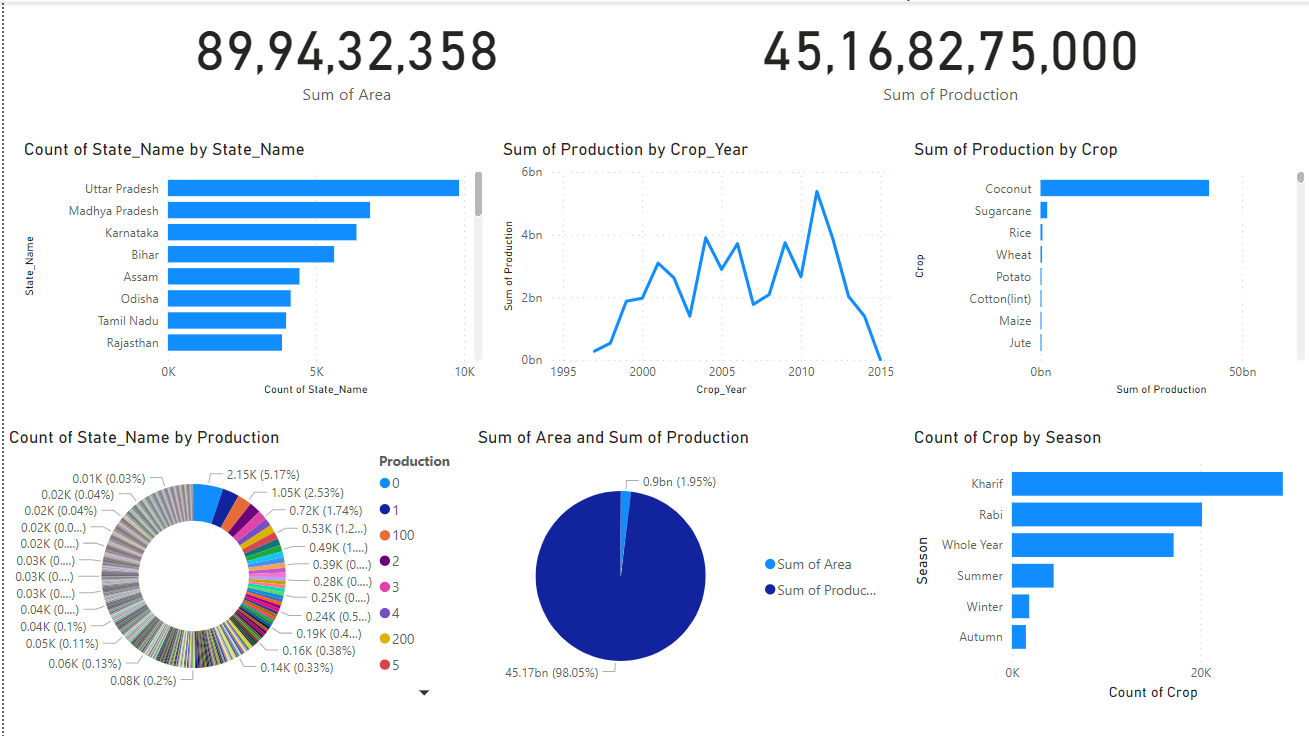 89,94,32,358
Sum of Area
45,16,82,75,000
Sum of Production
Count of State_Name by State_Name
State_Name
Uttar Pradesh
Madhya Pradesh
Karnataka
Bihar
Assam
Odisha
Tamil Nadu
Rajasthan
0K 5K 10K
Count of State_Name
Sum of Production by Crop_Year
Sum of Production
6bn
4bn
2bn
0bn
1995 2000 2005 2010 2015
Crop_Year
Sum of Production by Crop
Crop
Coconut
Sugarcane
Rice
Wheat
Potato
Cotton(lint)
Maize
Jute
0bn 50bn
Sum of Production
Count of State_Name by Production
2.15K (5.17%)
1.05K (2.53%)
0.72K (1.74%)
0.53K (1.2...)
0.49K (1....)
0.39K (0....)
0.28K (0....)
0.25K (0....)
0.24K (0.5...)
0.19K (0.4...)
0.16K (0.38%)
0.14K (0.33%)
0.08K (0.2%)
0.06K (0.13%)
0.05K (0.11%)
0.04K (0.1%)
0.04K (0....)
0.03K (0....)
0.03K (0....)
0.03K (0....)
0.02K (0....)
0.02K (0.0...)
0.02K (0.04%)
0.02K (0.04%)
0.01K (0.03%)
Production
0
1
100
2
3
4
200
5
Sum of Area and Sum of Production
0.9bn (1.95%)
45.17bn (98.05%)
Sum of Area
Sum of Produc...
Count of Crop by Season
Season
Kharif
Rabi
Whole Year
Summer
Winter
Autumn
0K 20K
Count of Crop